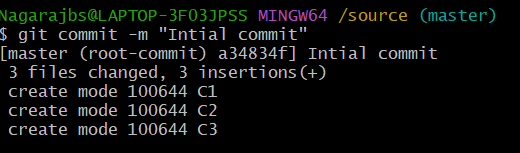 Nagarajbs@LAPTOP-3FO3JPSS MINGW64 /source (master)
$ git commit -m "Intial commit"
[master (root-commit) a34834f] Intial commit
 3 files changed, 3 insertions(+)
 create mode 100644 C1
 create mode 100644 C2
 create mode 100644 C3